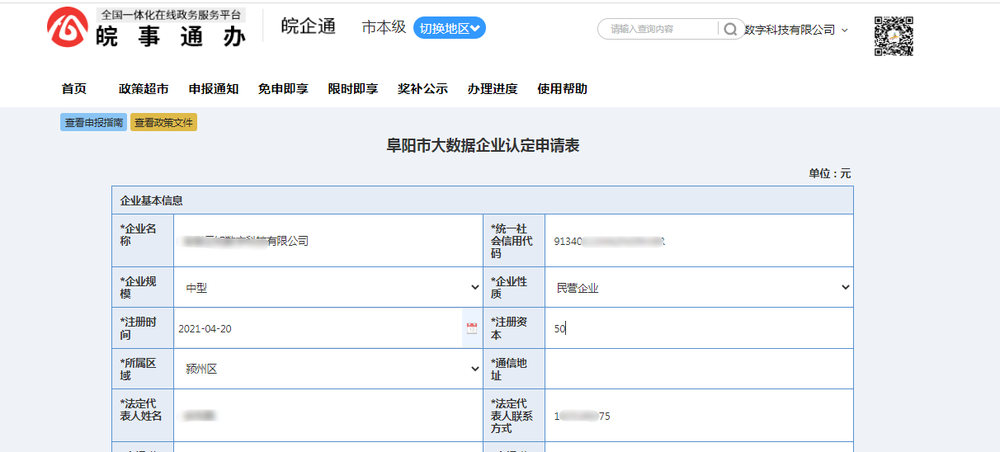 全国一体化在线政务服务平台
皖事通办
皖企通
市本级
切换地区
请输入查询内容
数字科技有限公司
首页 政策超市 申报通知 免申即享 限时即享 奖补公示 办理进度 使用帮助
查看申报指南 查看政策文件
阜阳市大数据企业认定申请表
单位：元
企业基本信息
*企业名
称
有限公司
*统一社
会信用代
码
91340
*企业规
模
中型
*企业性
质
民营企业
*注册时
间
2021-04-20
*注册资
本
50
*所属区
域
颍州区
*通信地
址
*法定代
表人姓名
*法定代
表人联系
方式
1 75